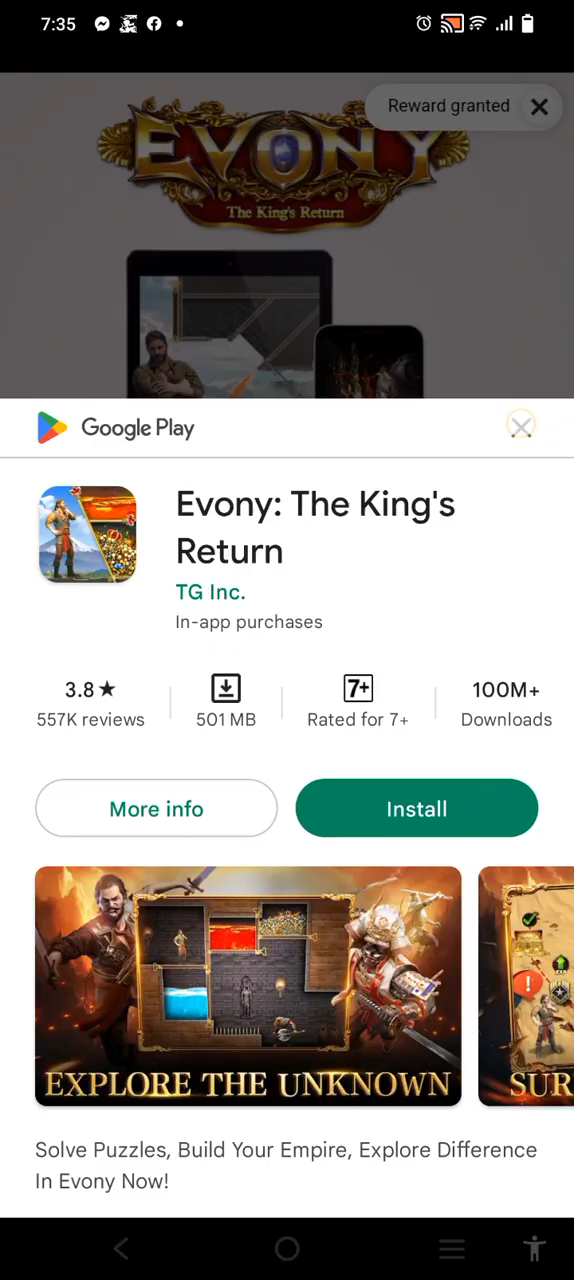 7:35
Reward granted
EVONY
The King's Return
Google Play
Evony: The King's
Return
TG Inc.
In-app purchases
3.8★
557K reviews
501 MB
7+
Rated for 7+
100M+
Downloads
More info
Install
EXPLORE THE UNKNOWN
SUR
Solve Puzzles, Build Your Empire, Explore Difference
In Evony Now!